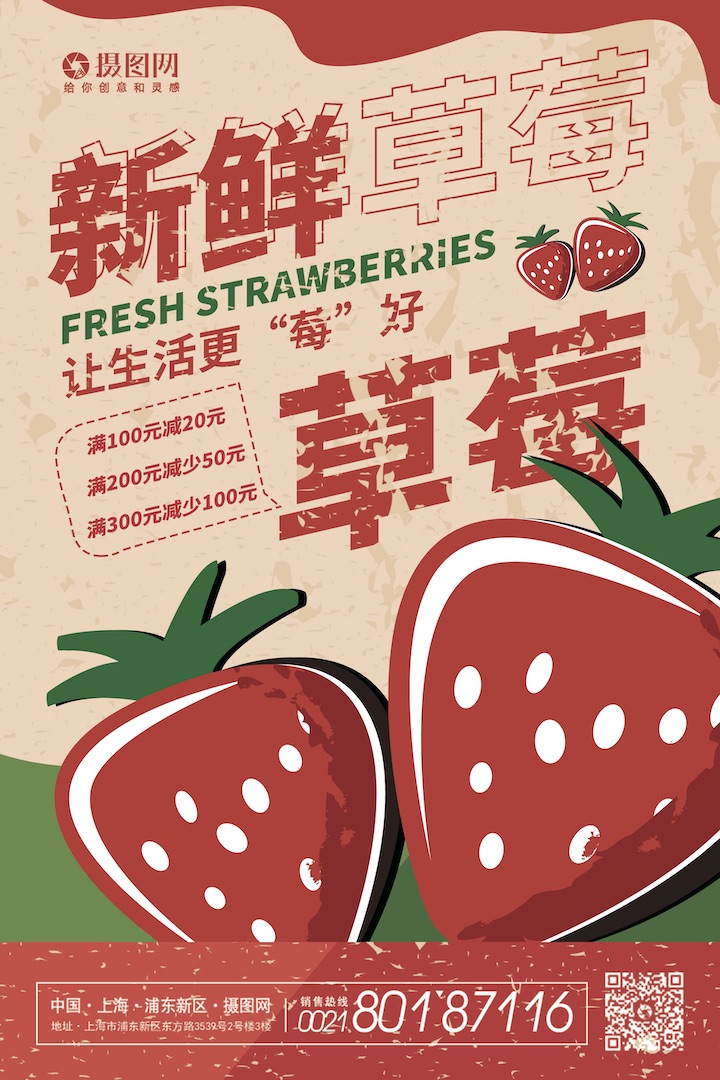 摄图网
给你创意和灵感
新鲜草莓
FRESH STRAWBERRIES
让生活更“莓”好
草莓
满100元减20元
满200元减少50元
满300元减少100元
中国·上海·浦东新区·摄图网
地址·上海市浦东新区东方路3539号2号楼3楼
销售热线
0021 80187116